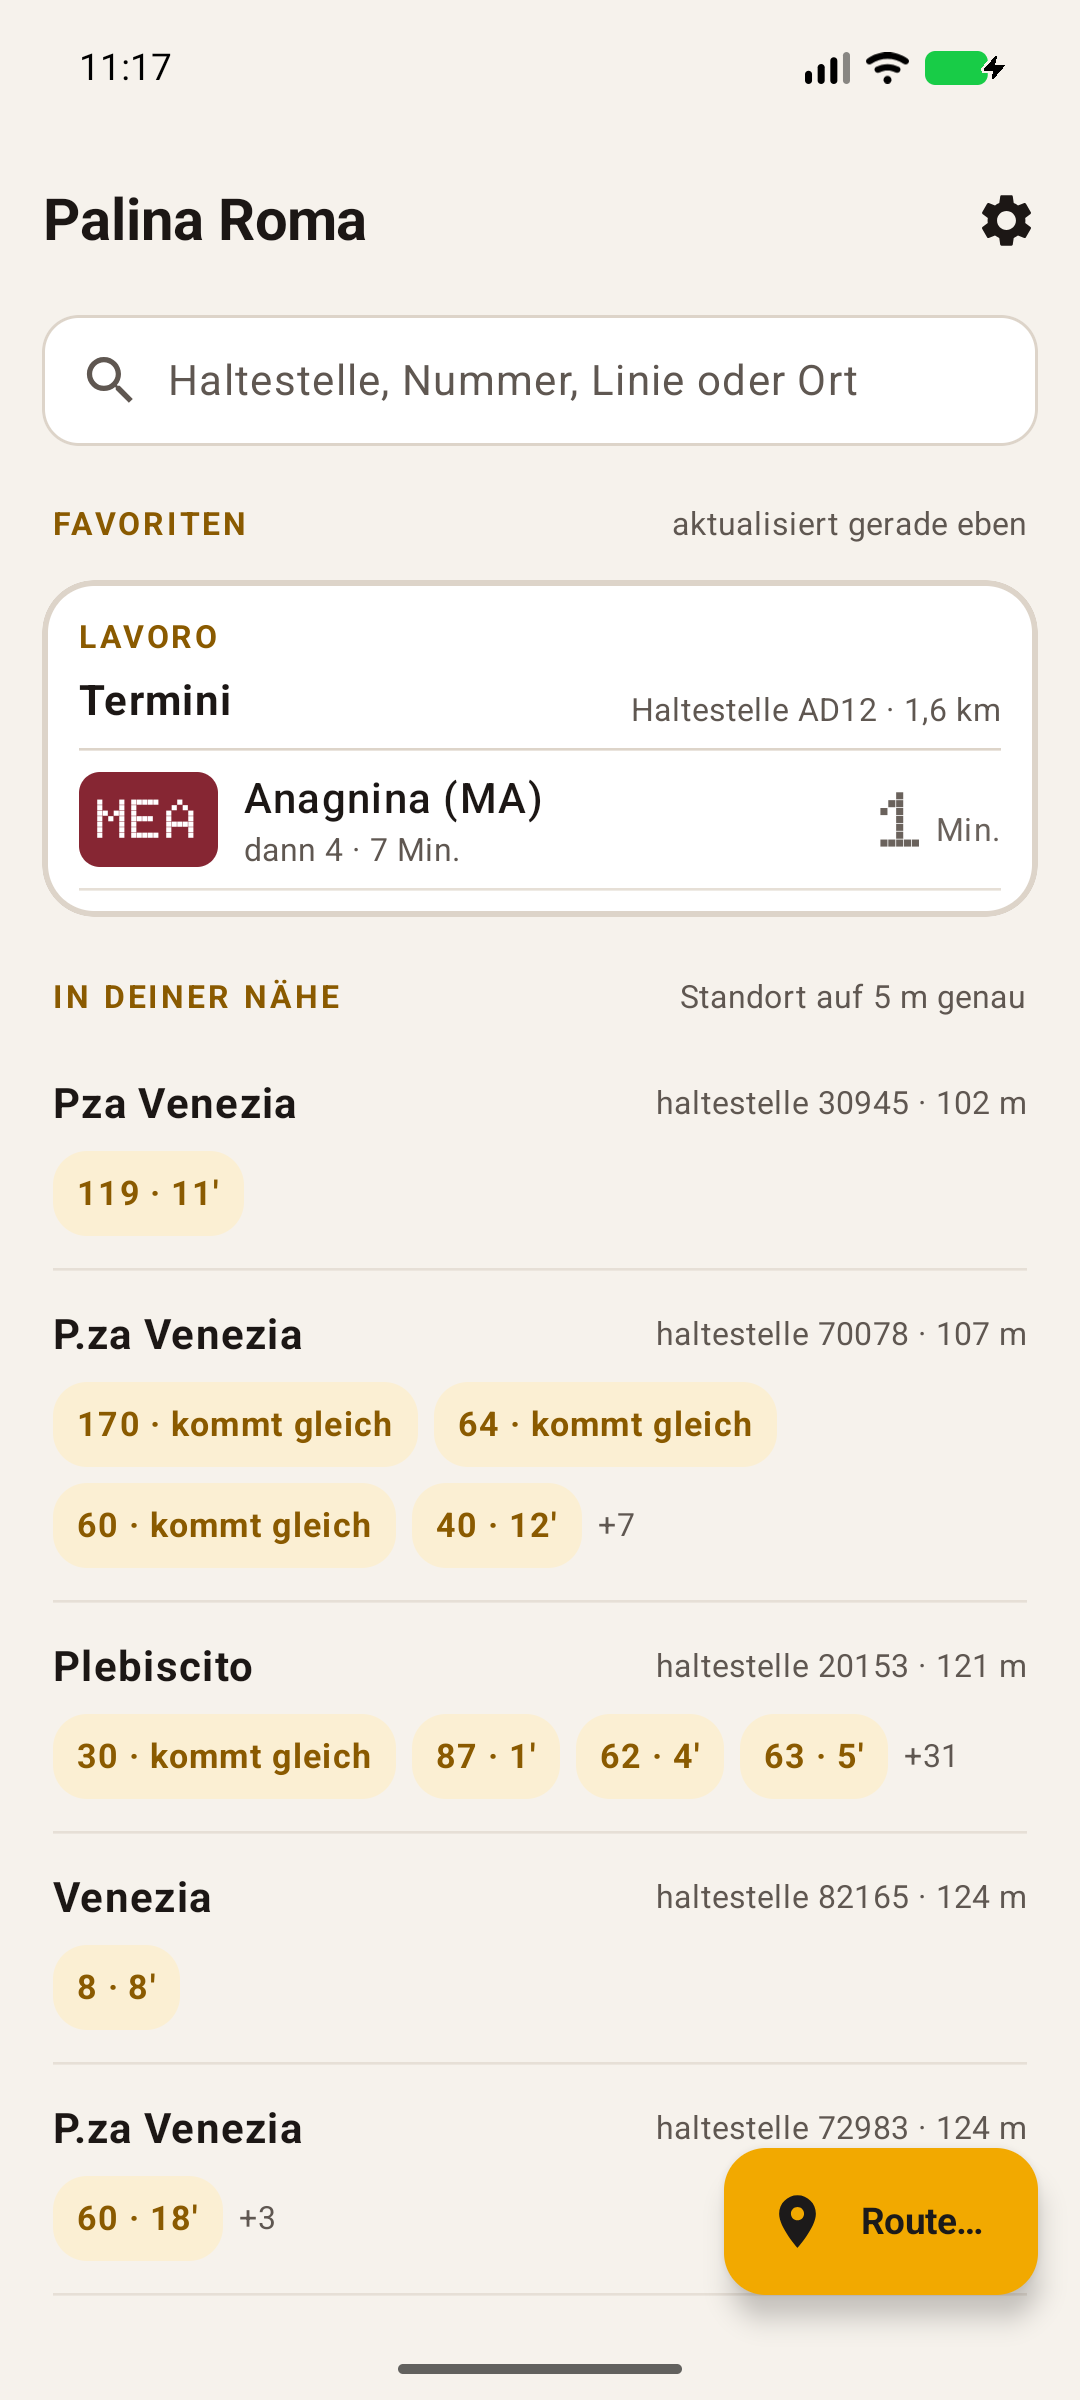 11:17
Palina Roma
Haltestelle, Nummer, Linie oder Ort
FAVORITEN
aktualisiert gerade eben
LAVORO
Termini
Haltestelle AD12 · 1,6 km
MEA
Anagnina (MA)
dann 4 · 7 Min.
1 Min.
IN DEINER NÄHE
Standort auf 5 m genau
Pza Venezia
haltestelle 30945 · 102 m
119 · 11'
P.za Venezia
haltestelle 70078 · 107 m
170 · kommt gleich
64 · kommt gleich
60 · kommt gleich
40 · 12'
+7
Plebiscito
haltestelle 20153 · 121 m
30 · kommt gleich
87 · 1'
62 · 4'
63 · 5'
+31
Venezia
haltestelle 82165 · 124 m
8 · 8'
P.za Venezia
haltestelle 72983 · 124 m
60 · 18'
+3
Route...